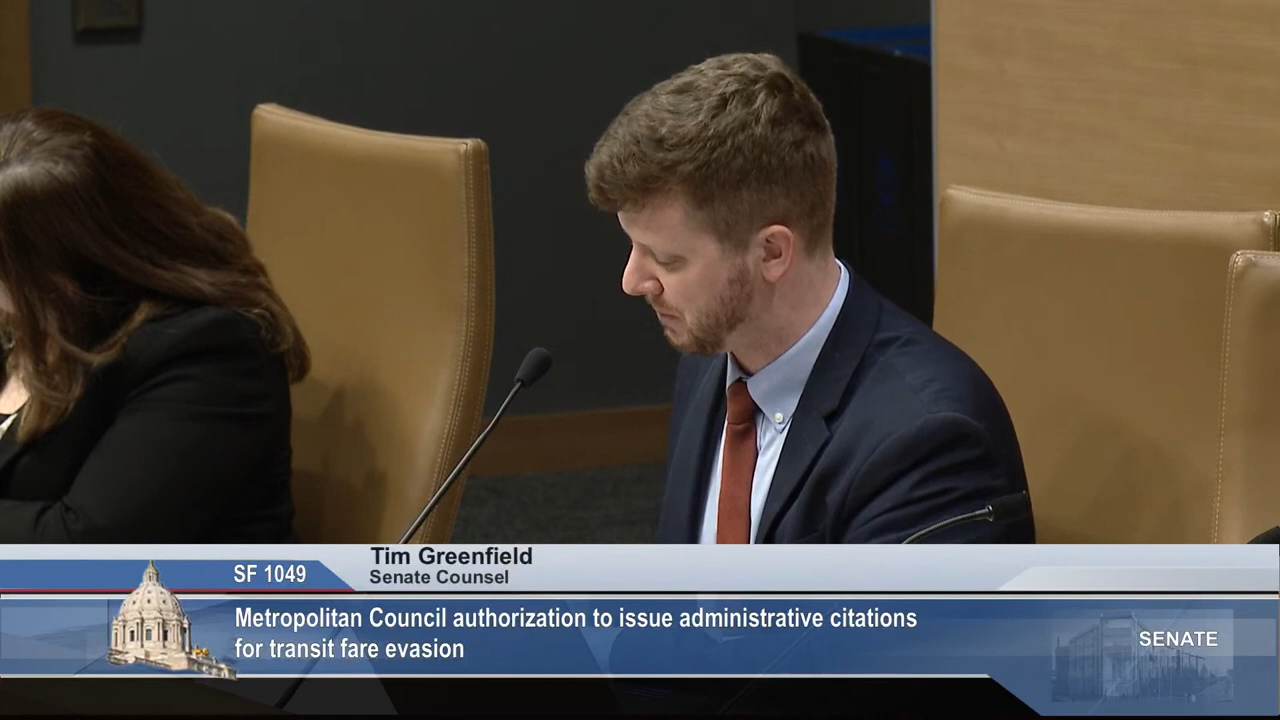 Tim Greenfield
SF 1049
Senate Counsel
Metropolitan Council authorization to issue administrative citations
for transit fare evasion
SENATE